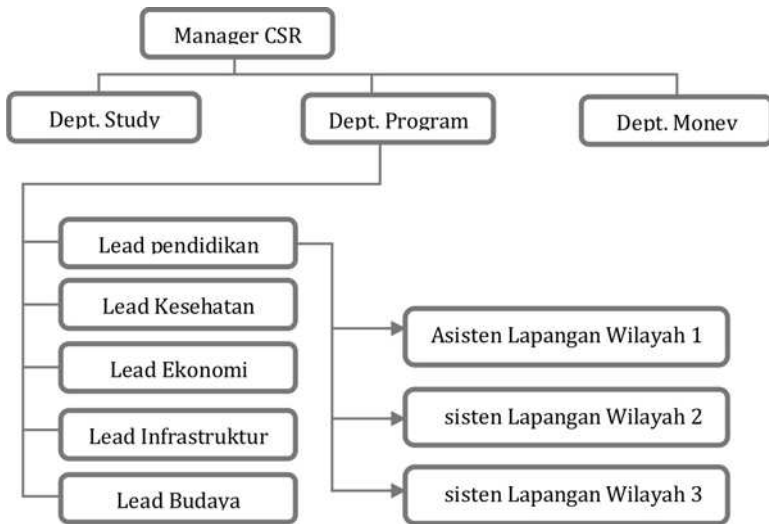 Manager CSR
Dept. Study
Dept. Program
Dept. Monev
Lead pendidikan
Lead Kesehatan
Lead Ekonomi
Lead Infrastruktur
Lead Budaya
Asisten Lapangan Wilayah 1
sisten Lapangan Wilayah 2
sisten Lapangan Wilayah 3